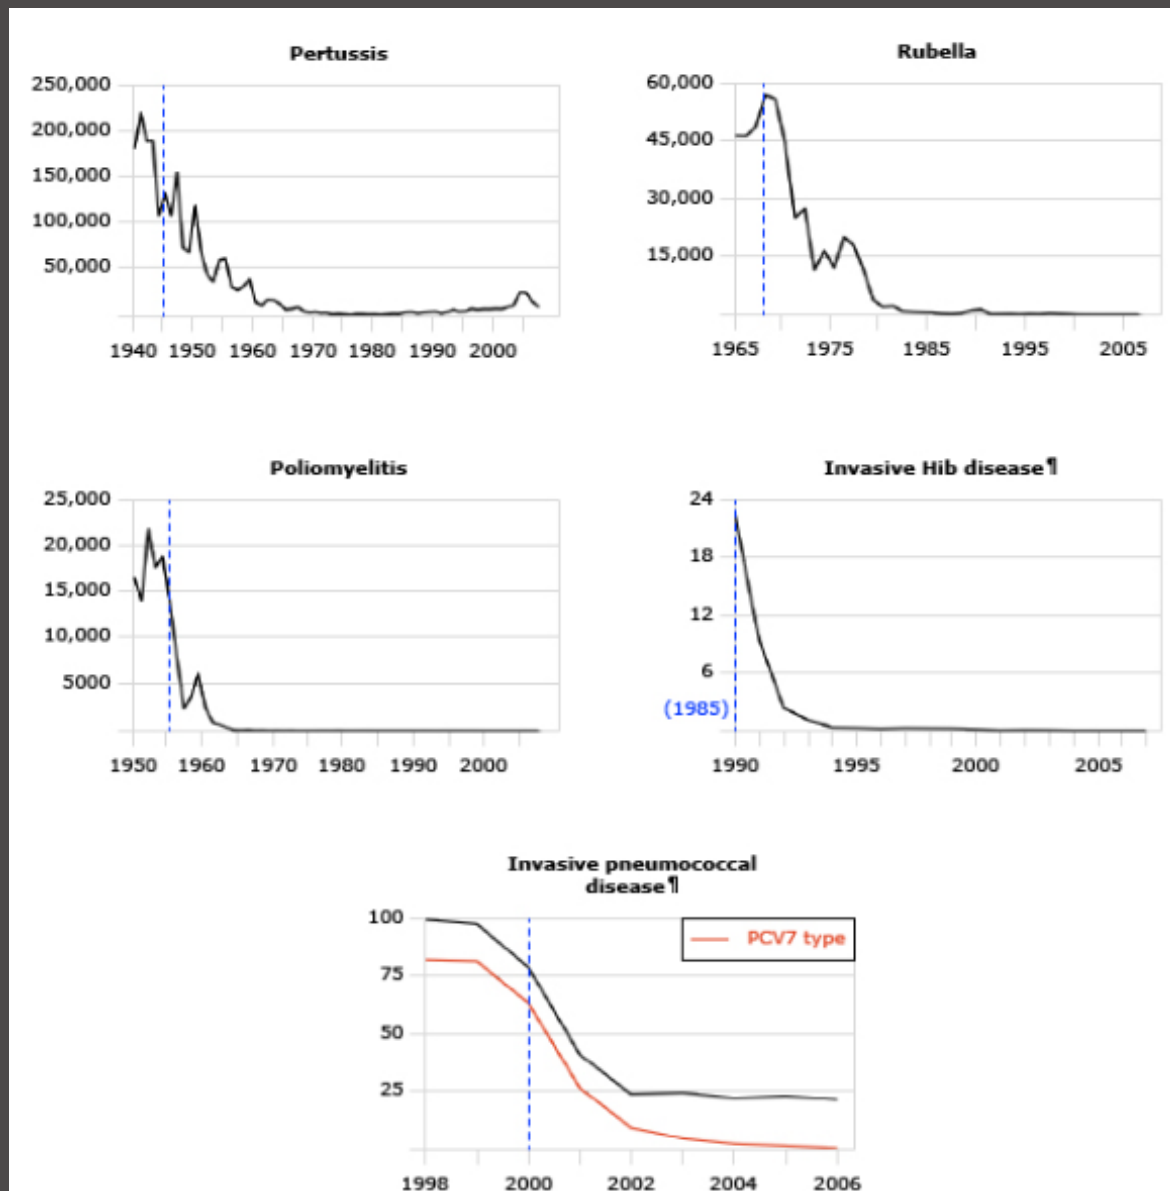 Pertussis
250,000
200,000
150,000
100,000
50,000
1940 1950 1960 1970 1980 1990 2000
Rubella
60,000
45,000
30,000
15,000
1965 1975 1985 1995 2005
Poliomyelitis
25,000
20,000
15,000
10,000
5000
1950 1960 1970 1980 1990 2000
Invasive Hib disease¶
24
18
12
6
(1985)
1990 1995 2000 2005
Invasive pneumococcal
disease¶
100
75
50
25
PCV7 type
1998 2000 2002 2004 2006